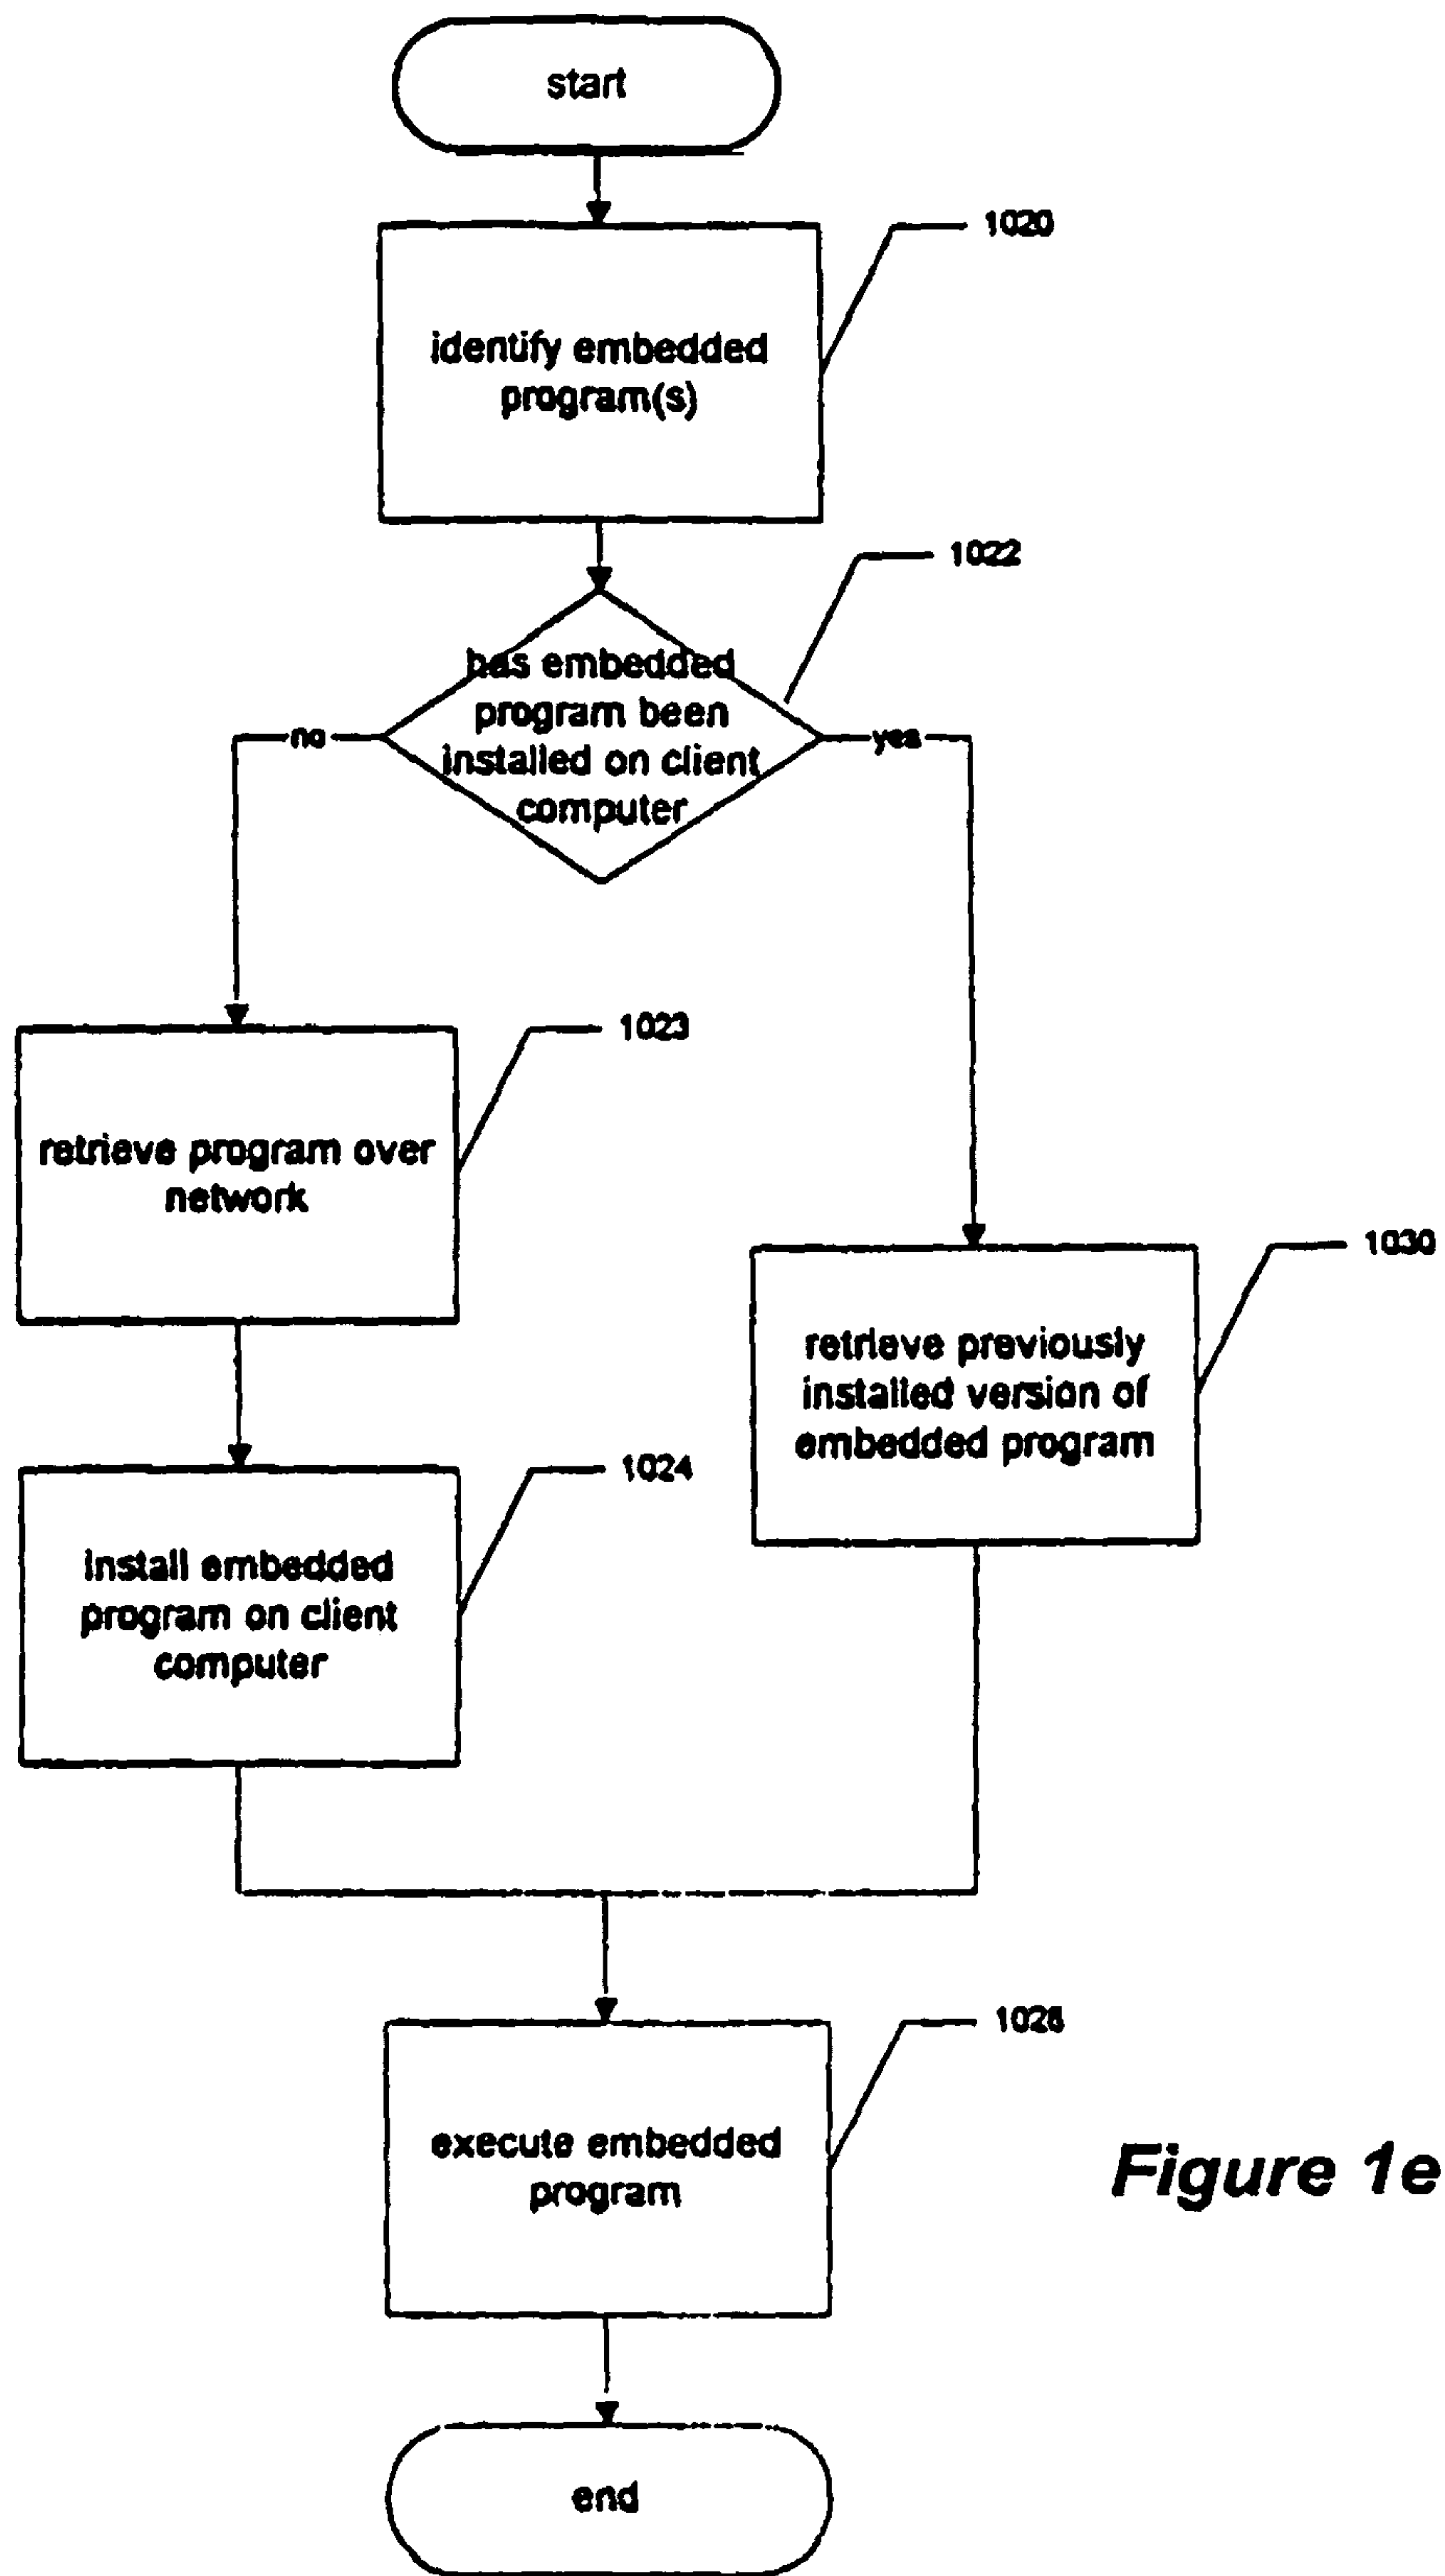 start
1020
identify embedded
program(s)
1022
has embedded
program been
installed on client
computer
no
yes
1023
retrieve program over
network
1030
retrieve previously
installed version of
embedded program
1024
install embedded
program on client
computer
execute embedded
program
Figure 1e
end